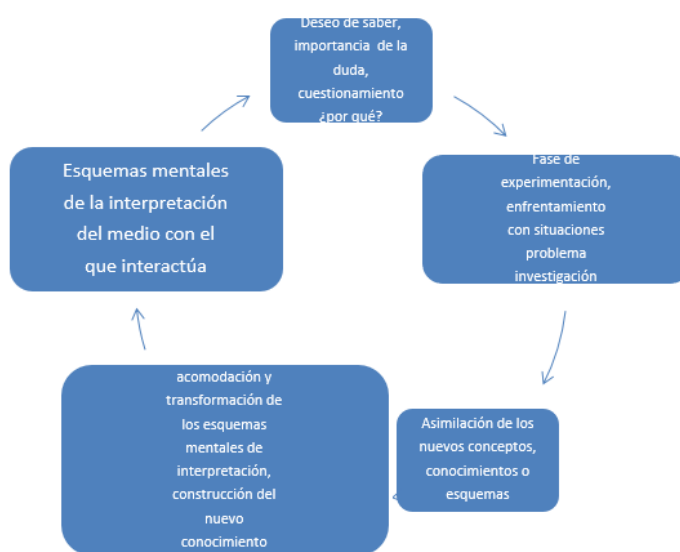 Deseo de saber,
importancia de la
duda,
cuestionamiento
¿por qué?
Fase de
experimentación,
enfrentamiento
con situaciones
problema
investigación
Asimilación de los
nuevos conceptos,
conocimientos o
esquemas
acomodación y
transformación de
los esquemas
mentales de
interpretación,
construcción del
nuevo
conocimiento
Esquemas mentales
de la interpretación
del medio con el
que interactúa